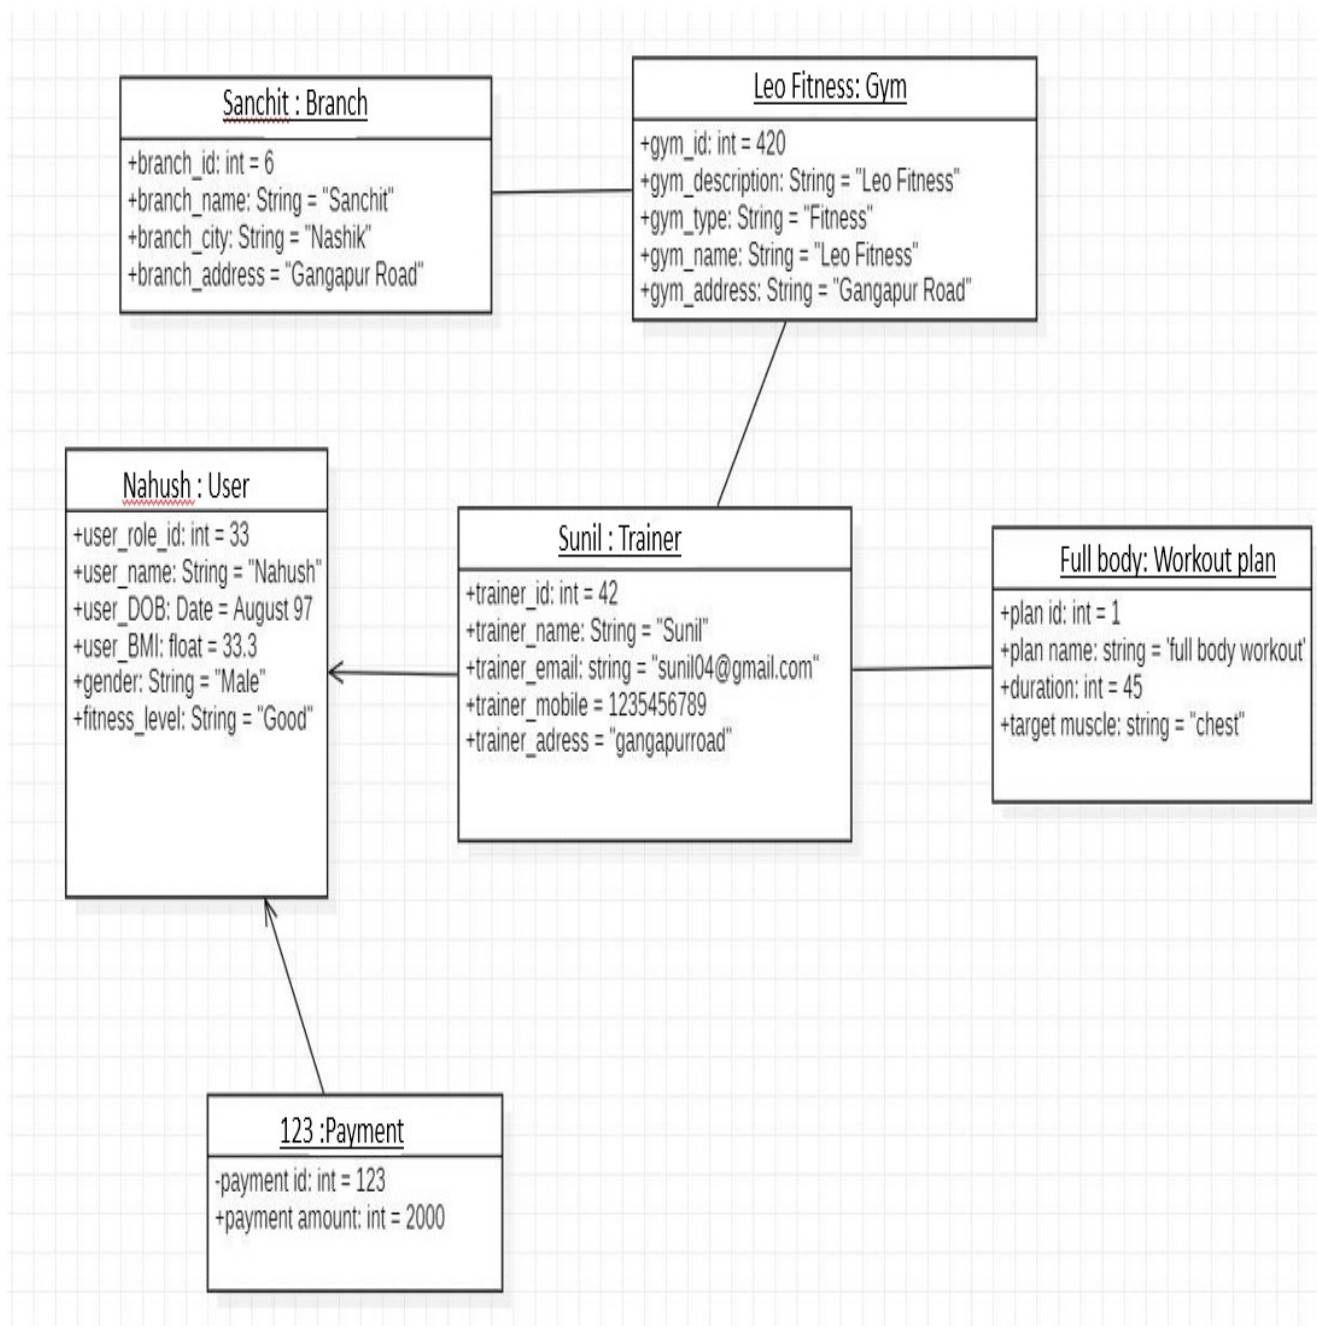 Sanchit : Branch
+branch_id: int = 6
+branch_name: String = "Sanchit"
+branch_city: String = "Nashik"
+branch_address = "Gangapur Road"
Leo Fitness: Gym
+gym_id: int = 420
+gym_description: String = "Leo Fitness"
+gym_type: String = "Fitness"
+gym_name: String = "Leo Fitness"
+gym_address: String = "Gangapur Road"
Nahush : User
+user_role_id: int = 33
+user_name: String = "Nahush"
+user_DOB: Date = August 97
+user_BMI: float = 33.3
+gender: String = "Male"
+fitness_level: String = "Good"
Sunil : Trainer
+trainer_id: int = 42
+trainer_name: String = "Sunil"
+trainer_email: string = "sunil04@gmail.com"
+trainer_mobile = 1235456789
+trainer_adress = "gangapurroad"
Full body: Workout plan
+plan id: int = 1
+plan name: string = 'full body workout'
+duration: int = 45
+target muscle: string = "chest"
123 :Payment
-payment id: int = 123
+payment amount: int = 2000